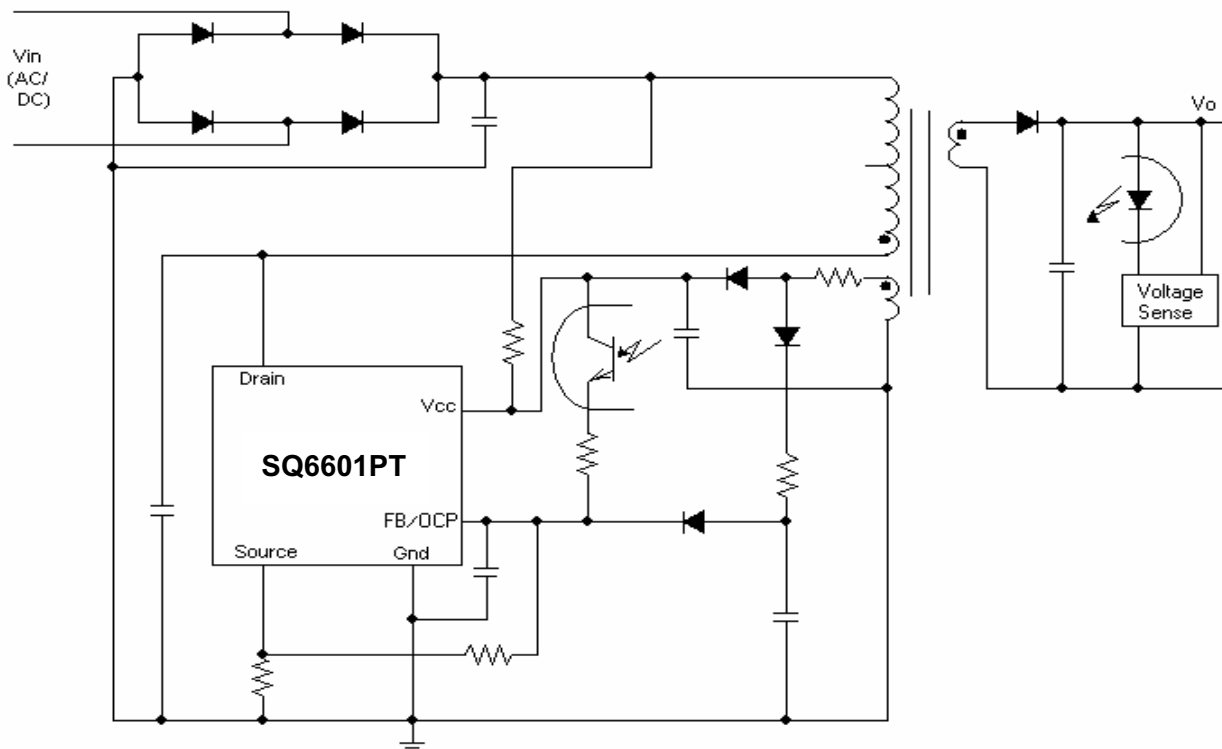 Vin
(AC/
DC)
Vo
Voltage
Sense
Drain
Vcc
SQ6601PT
FB/OCP
Source
Gnd